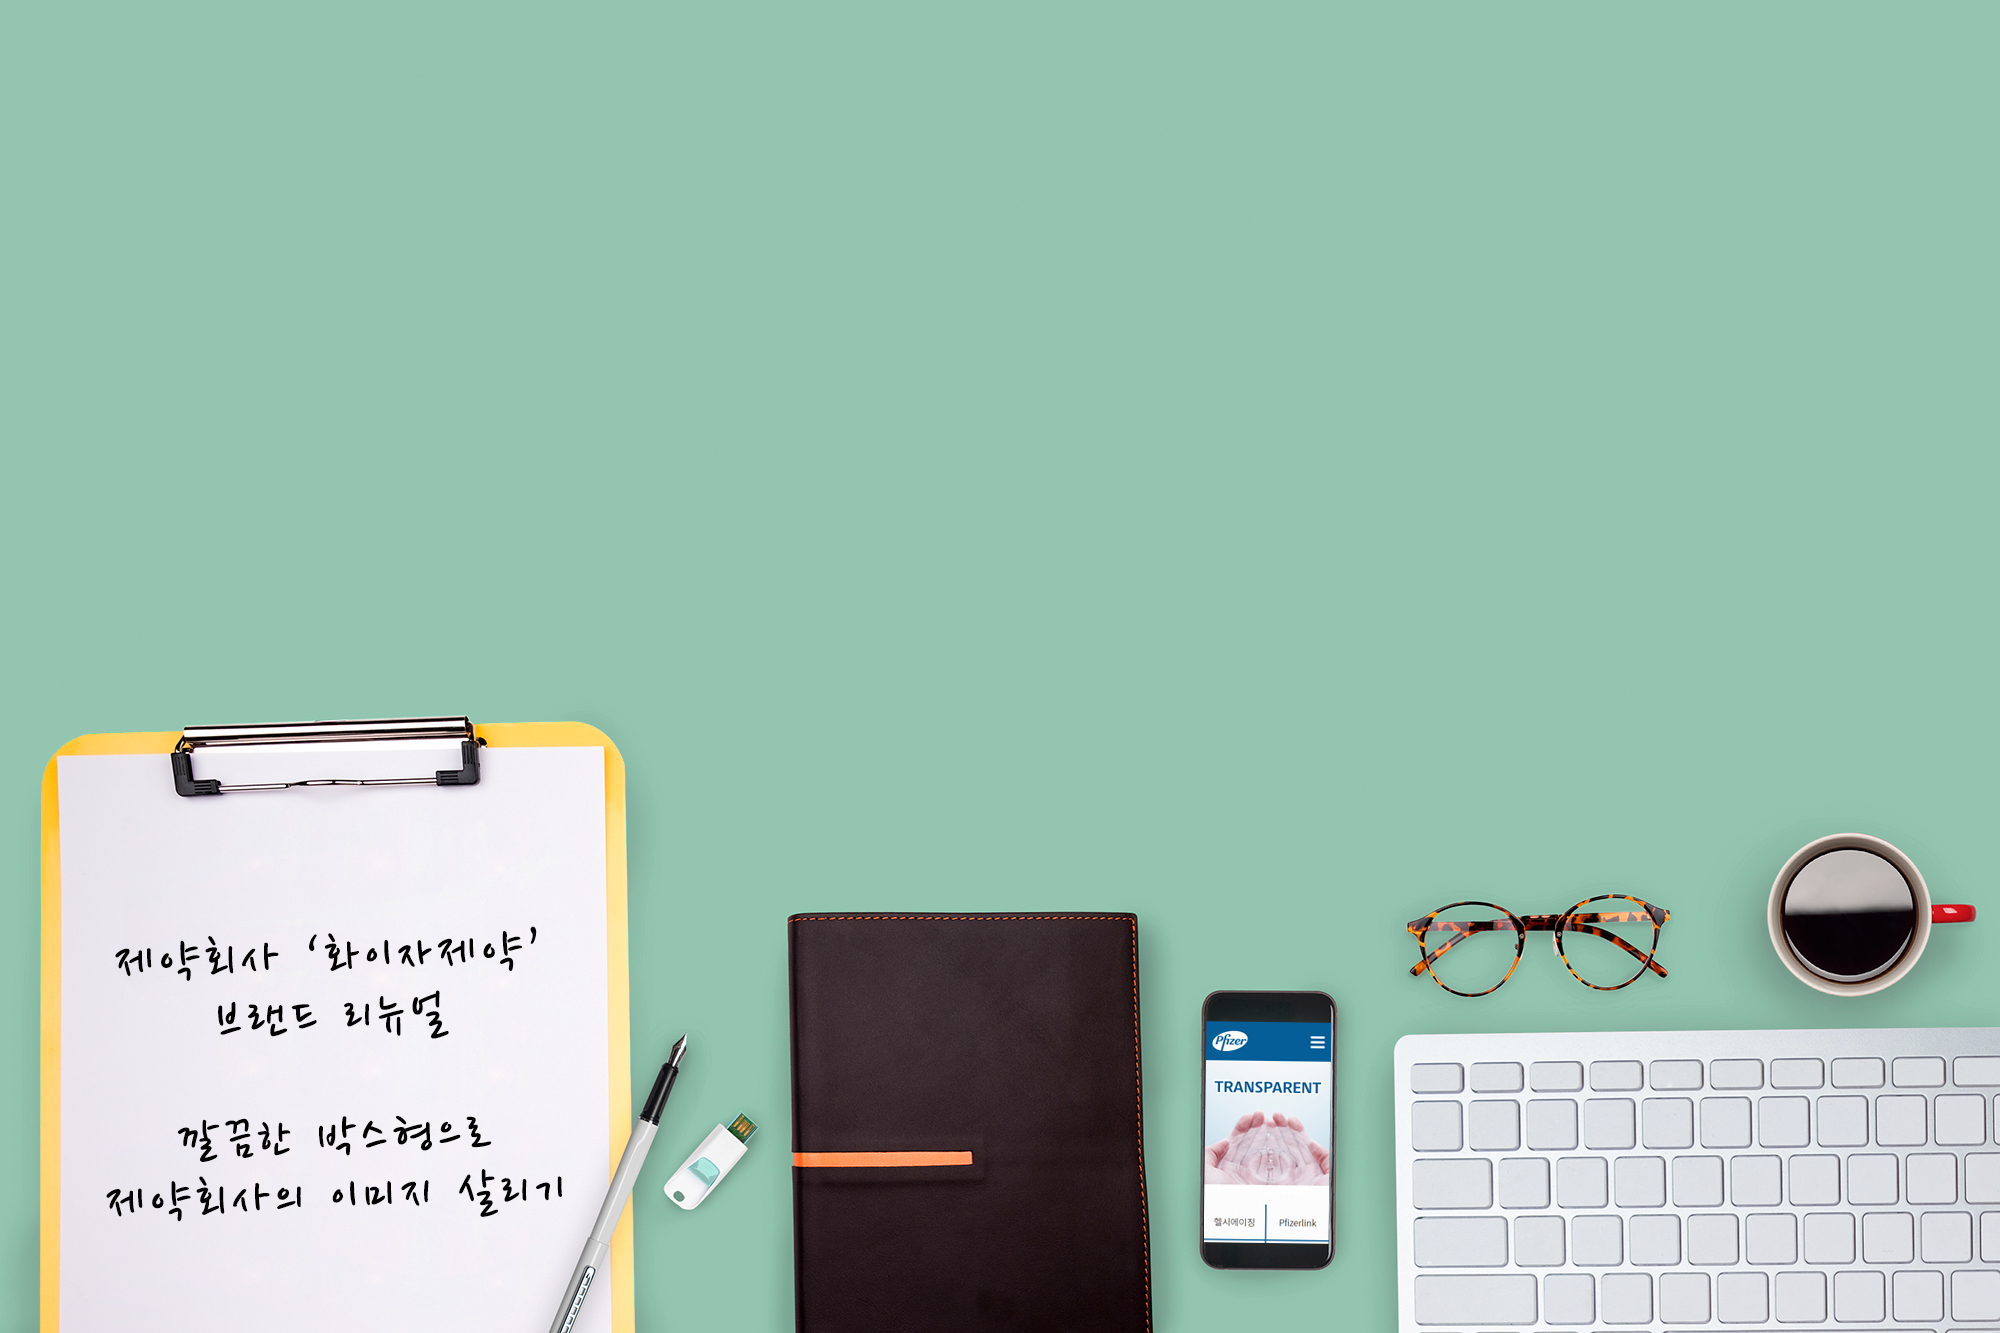 제약회사 ‘화이자제약’
브랜드 리뉴얼
깔끔한 박스형으로
제약회사의 이미지 살리기
Pfizer
TRANSPARENT
헬시에이징
Pfizerlink